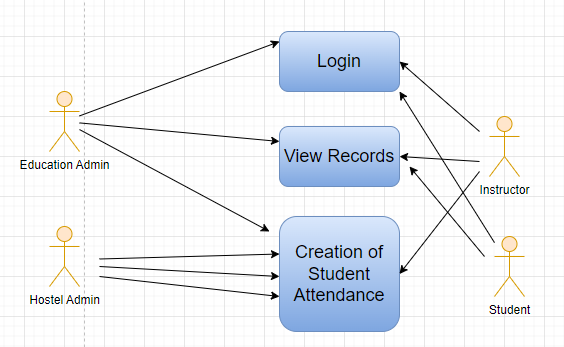 Login
Education Admin
View Records
Instructor
Creation of
Student
Attendance
Hostel Admin
Student